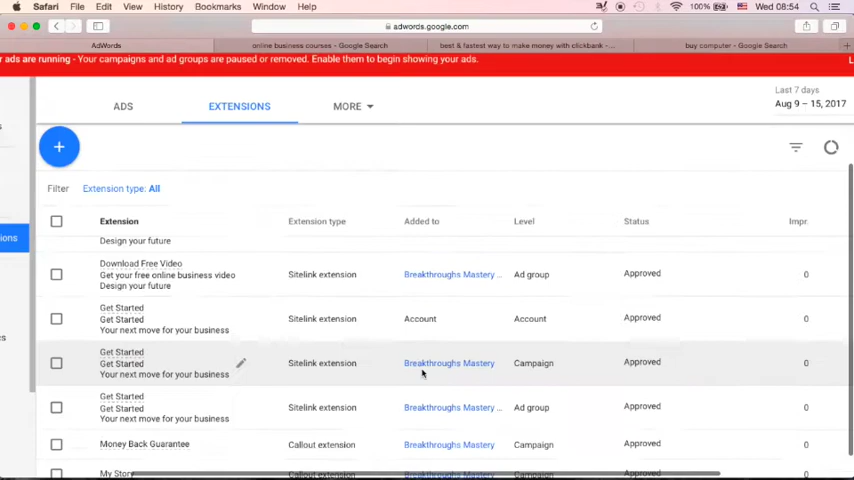 Safari File Edit View History Bookmarks Window Help 100% Wed 08:54
adwords.google.com
AdWords online business courses - Google Search best & fastest way to make money with clickbank -... buy computer - Google Search
r ads are running - Your campaigns and ad groups are paused or removed. Enable them to begin showing your ads.
ADS EXTENSIONS MORE
Last 7 days
Aug 9 – 15, 2017
Filter Extension type: All
ions
Extension Extension type Added to Level Status Impr.
Design your future
Download Free Video
Get your free online business video
Design your future
Sitelink extension Breakthroughs Mastery ... Ad group Approved 0
Get Started
Get Started
Your next move for your business
Sitelink extension Account Account Approved 0
Get Started
Get Started
Your next move for your business
Sitelink extension Breakthroughs Mastery Campaign Approved 0
Get Started
Get Started
Your next move for your business
Sitelink extension Breakthroughs Mastery ... Ad group Approved 0
Money Back Guarantee Callout extension Breakthroughs Mastery Campaign Approved 0
My Story Callout extension Breakthroughs Mastery Campaign Approved